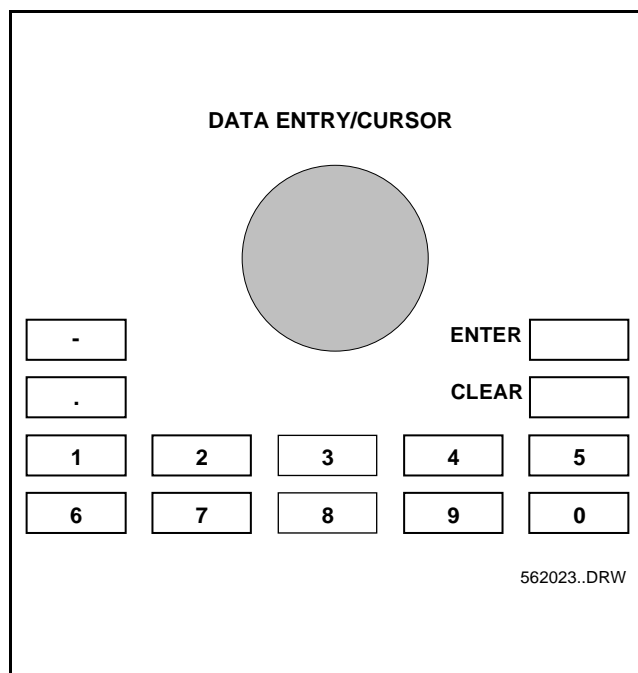 DATA ENTRY/CURSOR
- ENTER
. CLEAR
1 2 3 4 5
6 7 8 9 0
562023..DRW